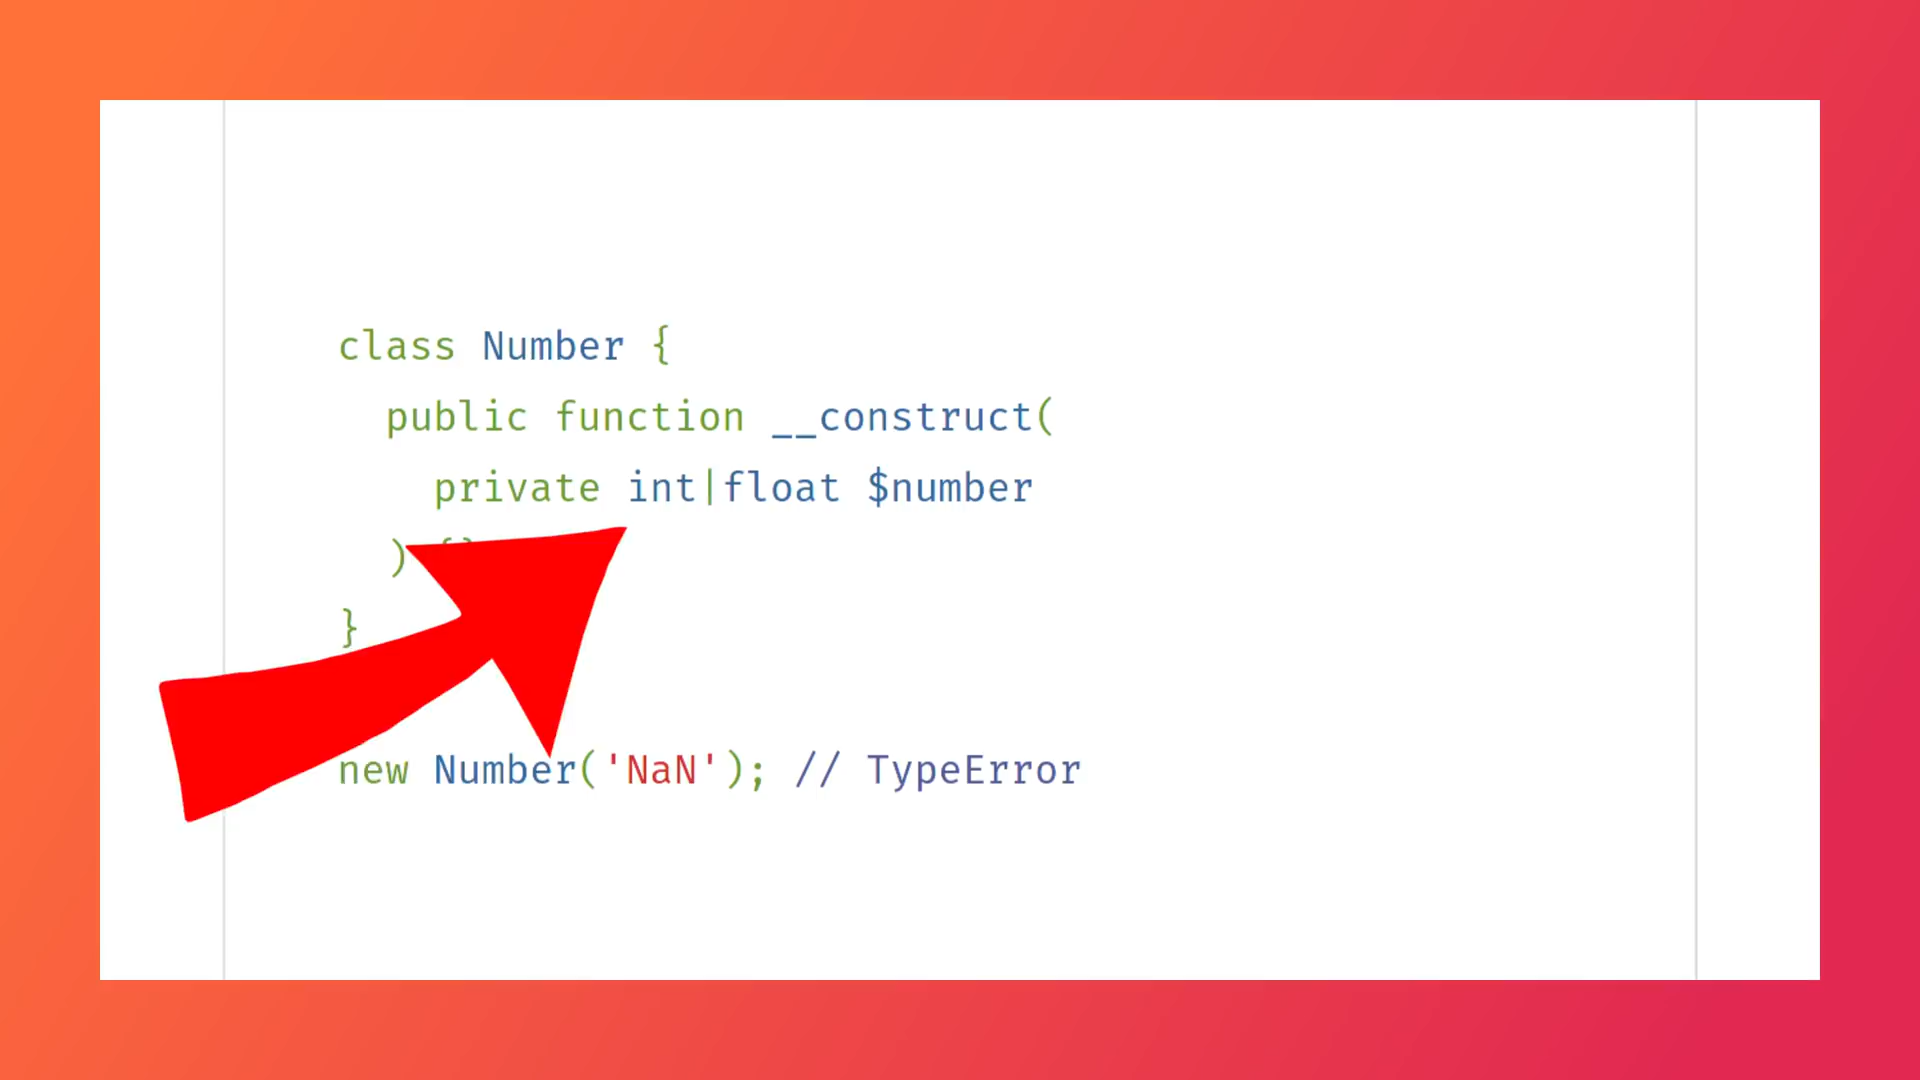 class Number {
public function __construct(
private int|float $number
) {}
}
new Number('NaN'); // TypeError